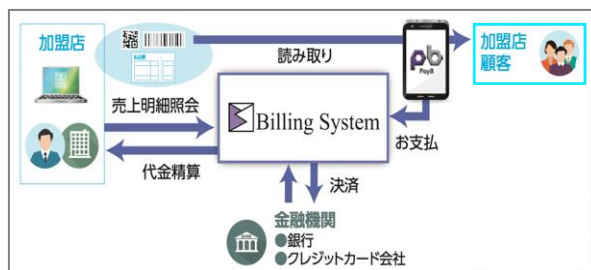 加盟店
読み取り
pb
PayB
加盟店
顧客
売上明細照会
Billing System
お支払
代金精算
決済
金融機関
●銀行
●クレジットカード会社